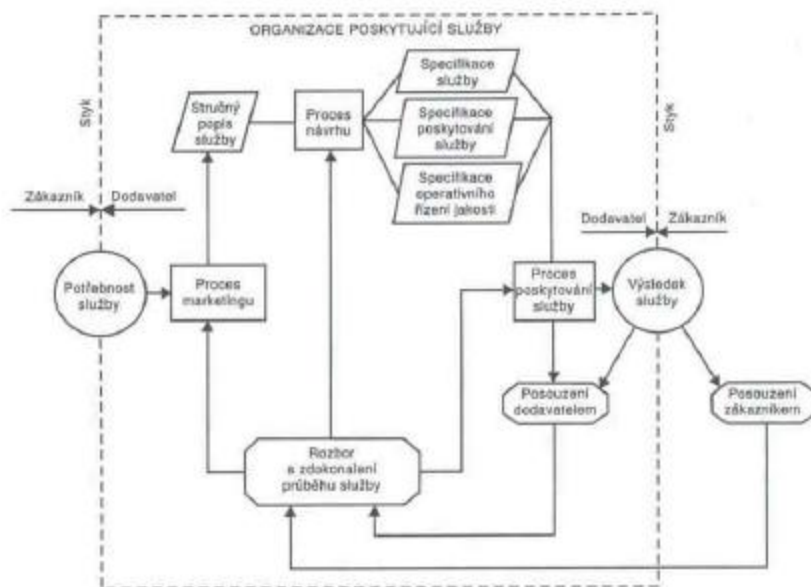 ORGANIZACE POSKYTUJÍCÍ SLUŽBY
Styk
Stručný
popis
služby
Proces
návrhu
Specifikace
služby
Specifikace
poskytování
služby
Specifikace
operativního
řízení jakosti
Styk
Zákazník
Dodavatel
Dodavatel
Zákazník
Potřebnost
služby
Proces
marketingu
Proces
poskytování
služby
Výsledek
služby
Posouzení
dodavatelem
Posouzení
zákazníkem
Rozbor
a zdokonalení
průběhu služby